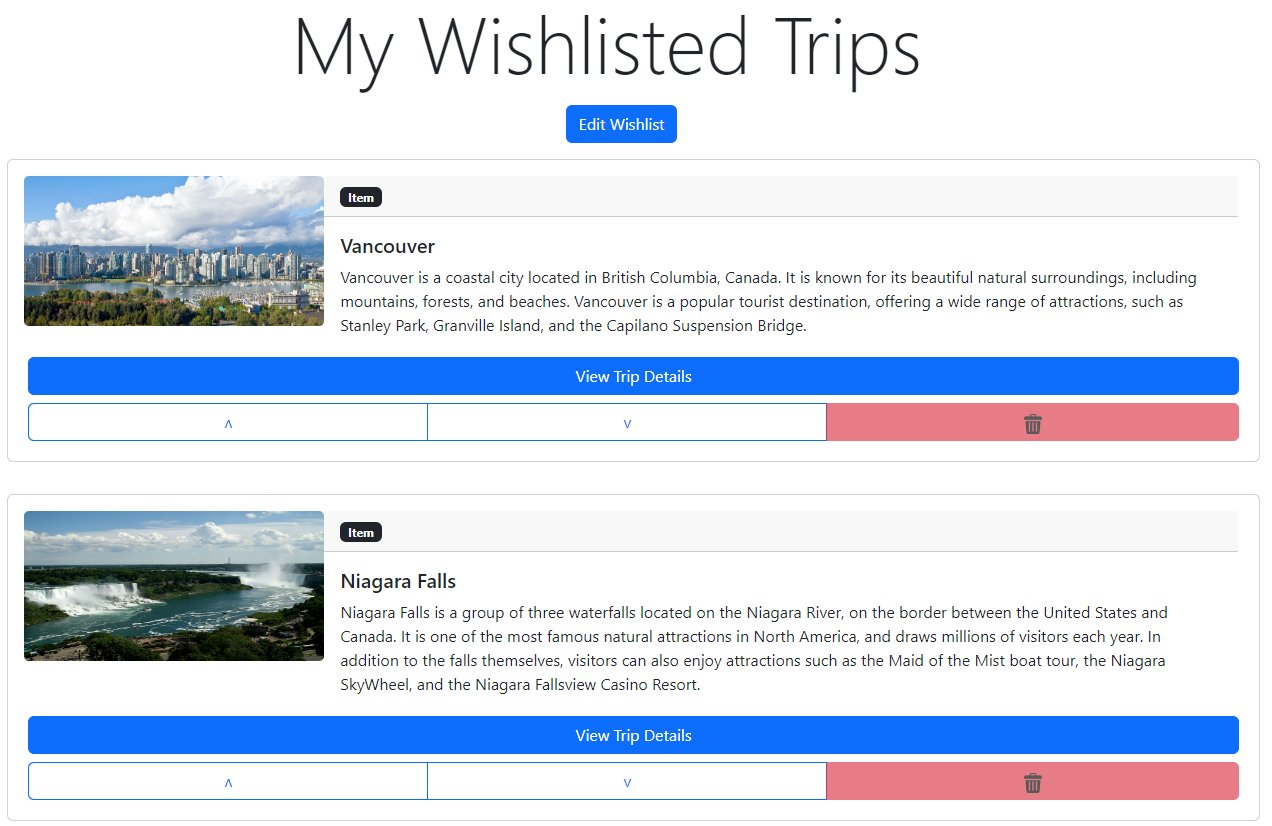 My Wishlisted Trips
Edit Wishlist
Item
Vancouver
Vancouver is a coastal city located in British Columbia, Canada. It is known for its beautiful natural surroundings, including
mountains, forests, and beaches. Vancouver is a popular tourist destination, offering a wide range of attractions, such as
Stanley Park, Granville Island, and the Capilano Suspension Bridge.
View Trip Details
˄ ˅
Item
Niagara Falls
Niagara Falls is a group of three waterfalls located on the Niagara River, on the border between the United States and
Canada. It is one of the most famous natural attractions in North America, and draws millions of visitors each year. In
addition to the falls themselves, visitors can also enjoy attractions such as the Maid of the Mist boat tour, the Niagara
SkyWheel, and the Niagara Fallsview Casino Resort.
View Trip Details
˄ ˅